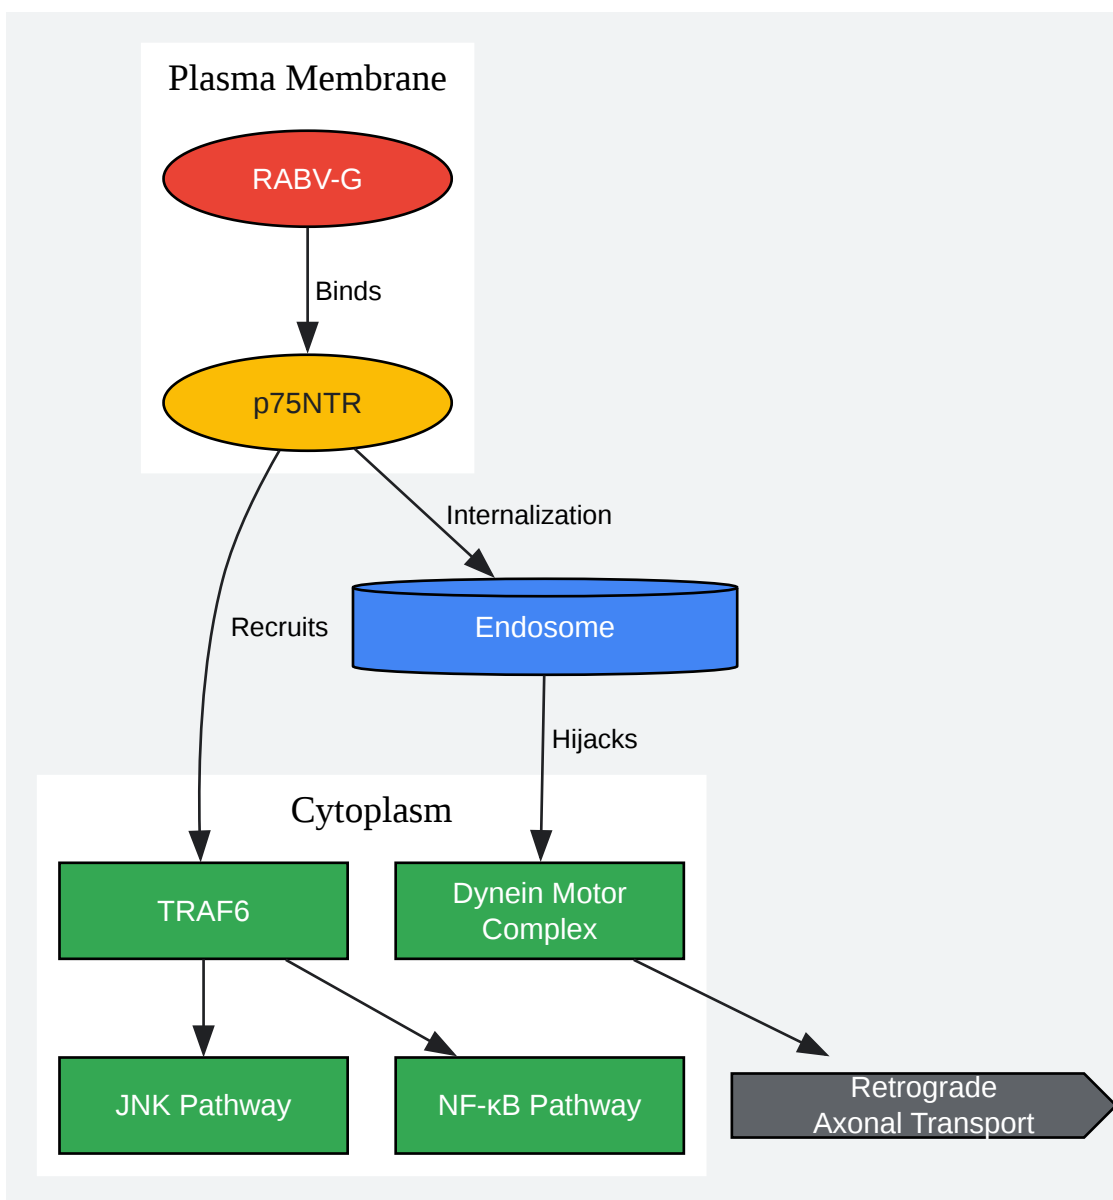 Plasma Membrane
RABV-G
Binds
p75NTR
Internalization
Recruits
Endosome
Hijacks
Cytoplasm
TRAF6
Dynein Motor
Complex
JNK Pathway
NF-κB Pathway
Retrograde
Axonal Transport